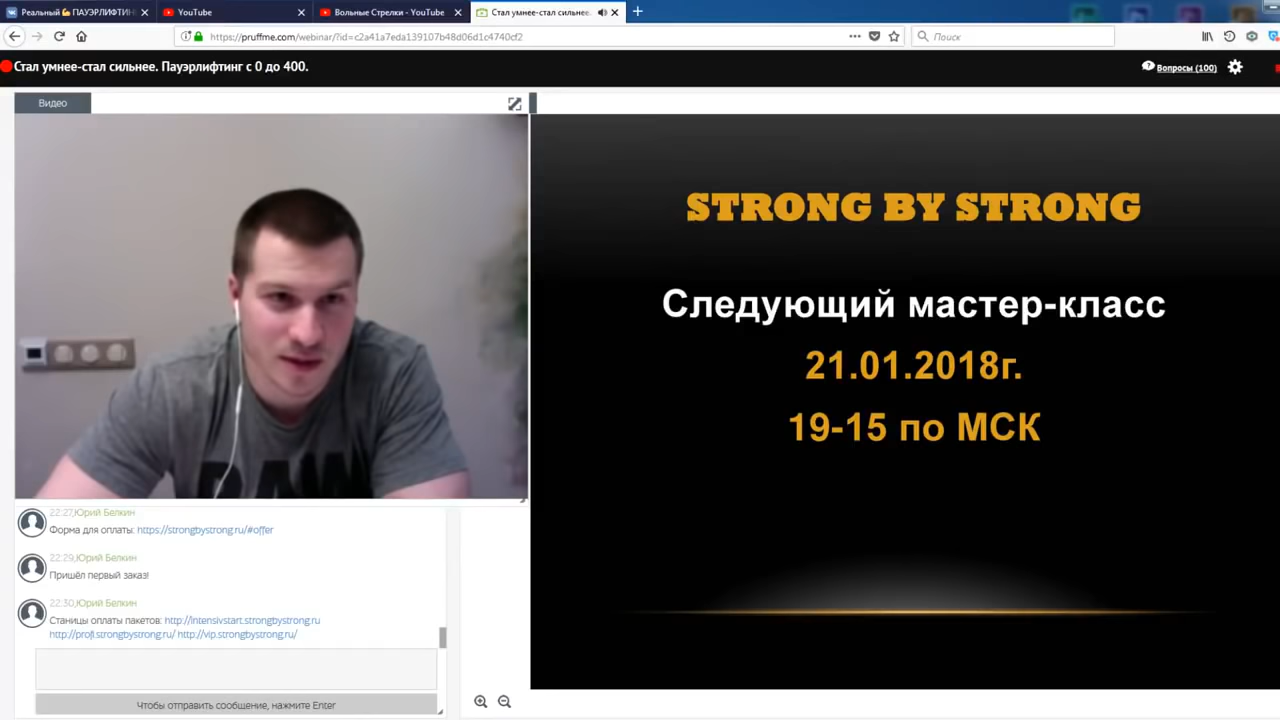 Реальный 💪 ПАУЭРЛИФТИН
YouTube
Вольные Стрелки - YouTube
Стал умнее-стал сильнее.
https://pruffme.com/webinar/?id=c2a41a7eda139107b48d06d1c4740cf2
Поиск
Стал умнее-стал сильнее. Пауэрлифтинг с 0 до 400.
Вопросы (100)
Видео
STRONG BY STRONG
Следующий мастер-класс
21.01.2018г.
19-15 по МСК
22:27,Юрий Белкин
Форма для оплаты: https://strongbystrong.ru/#offer
22:29,Юрий Белкин
Пришёл первый заказ!
22:30,Юрий Белкин
Станицы оплаты пакетов: http://intensivstart.strongbystrong.ru
http://profi.strongbystrong.ru/ http://vip.strongbystrong.ru/
Чтобы отправить сообщение, нажмите Enter